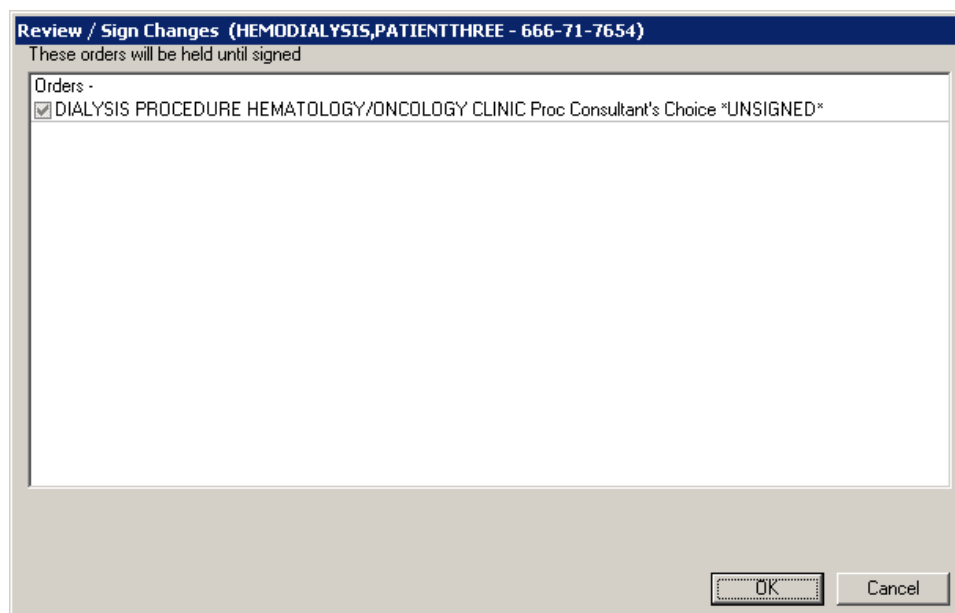 Review / Sign Changes (HEMODIALYSIS,PATIENTTHREE - 666-71-7654)
These orders will be held until signed
Orders -
DIALYSIS PROCEDURE HEMATOLOGY/ONCOLOGY CLINIC Proc Consultant's Choice *UNSIGNED*
OK Cancel